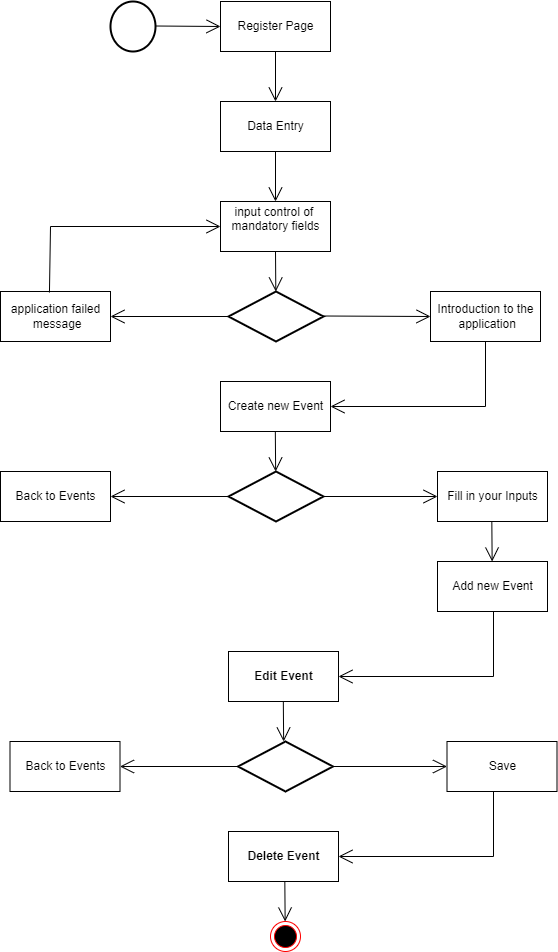 Register Page
Data Entry
input control of
mandatory fields
application failed
message
Introduction to the
application
Create new Event
Back to Events
Fill in your Inputs
Add new Event
Edit Event
Back to Events
Save
Delete Event